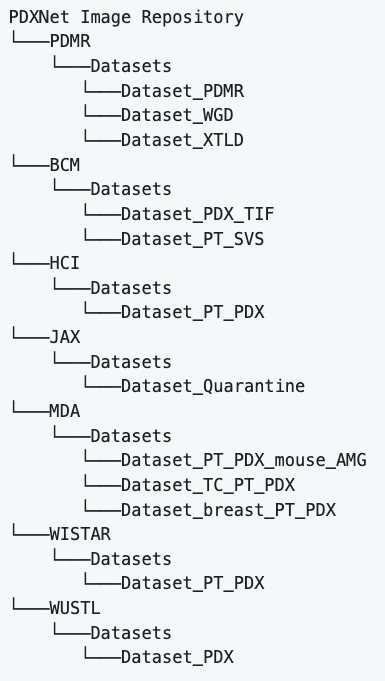 PDXNet Image Repository
└───PDMR
    └───Datasets
       └───Dataset_PDMR
       └───Dataset_WGD
       └───Dataset_XTLD
└───BCM
    └───Datasets
       └───Dataset_PDX_TIF
       └───Dataset_PT_SVS
└───HCI
    └───Datasets
       └───Dataset_PT_PDX
└───JAX
    └───Datasets
       └───Dataset_Quarantine
└───MDA
    └───Datasets
       └───Dataset_PT_PDX_mouse_AMG
       └───Dataset_TC_PT_PDX
       └───Dataset_breast_PT_PDX
└───WISTAR
    └───Datasets
       └───Dataset_PT_PDX
└───WUSTL
    └───Datasets
       └───Dataset_PDX